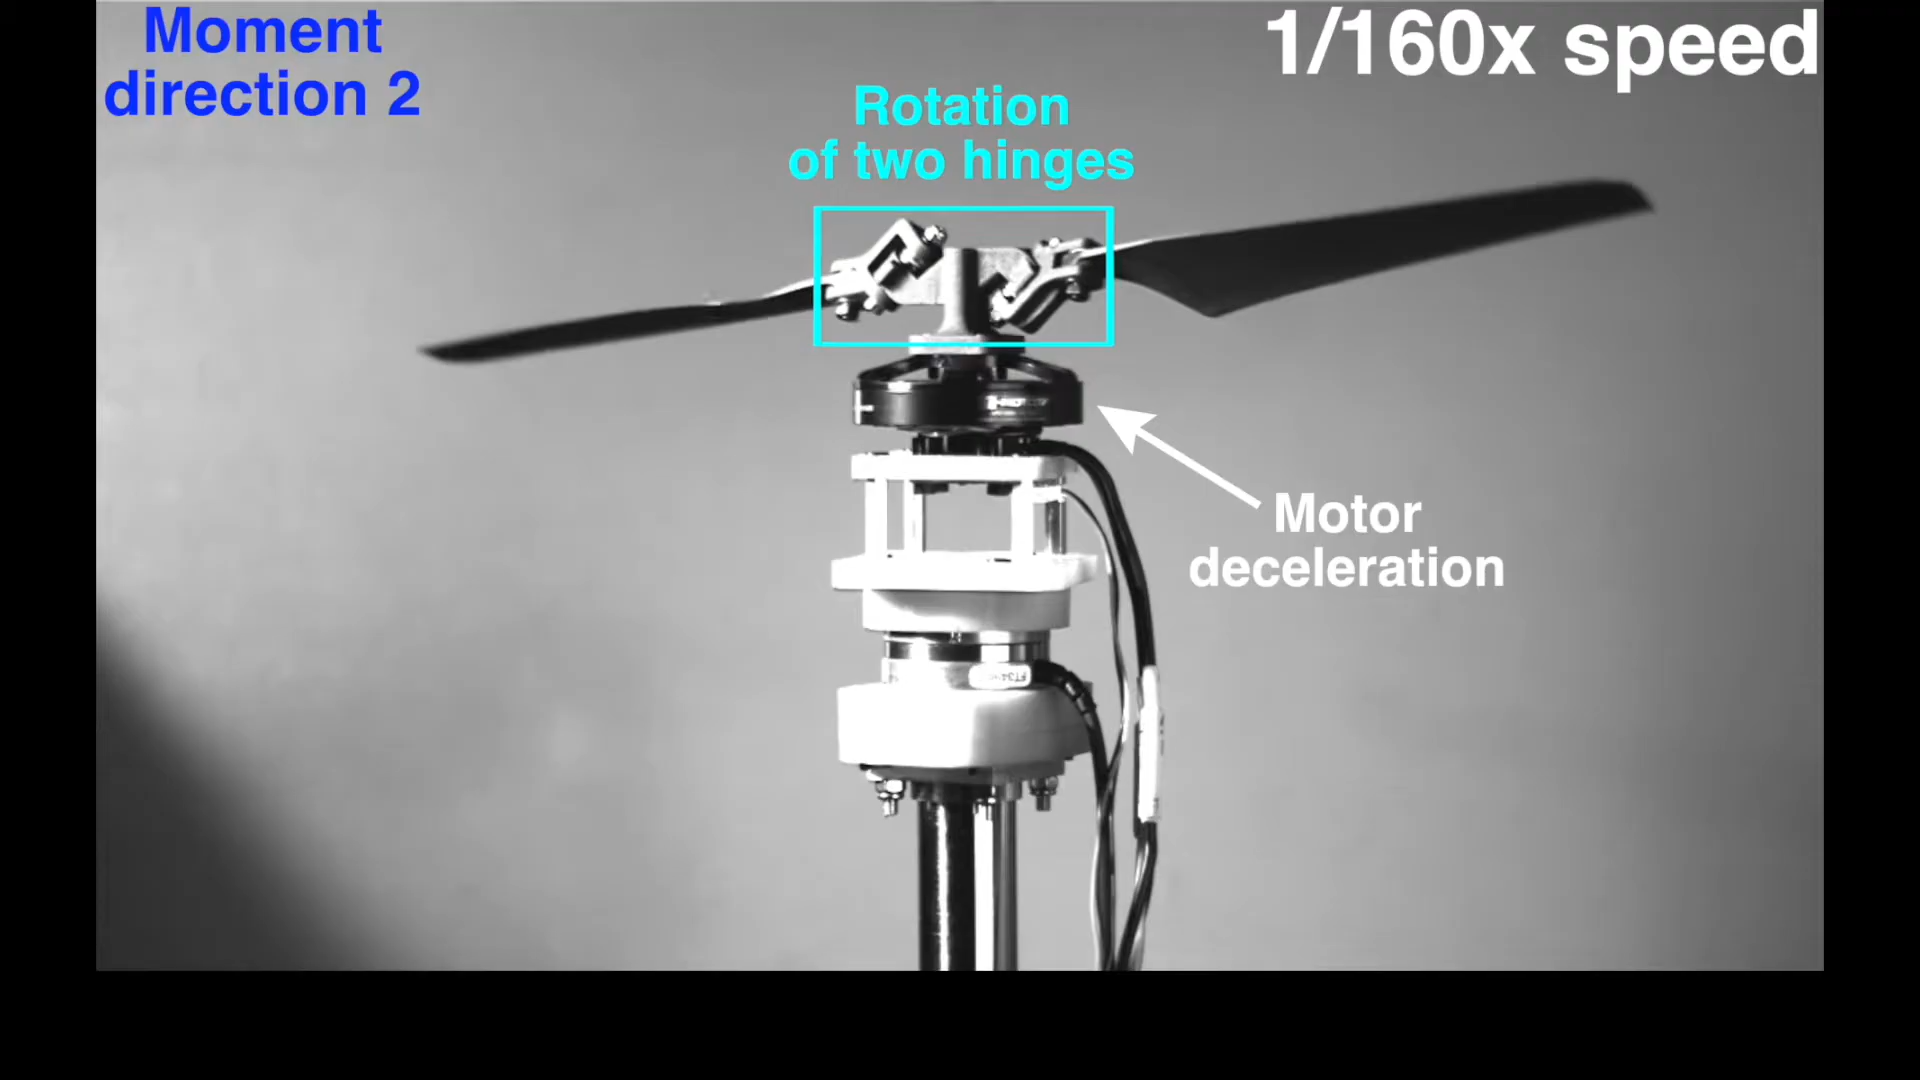 Moment
direction 2
1/160x speed
Rotation
of two hinges
Motor
deceleration